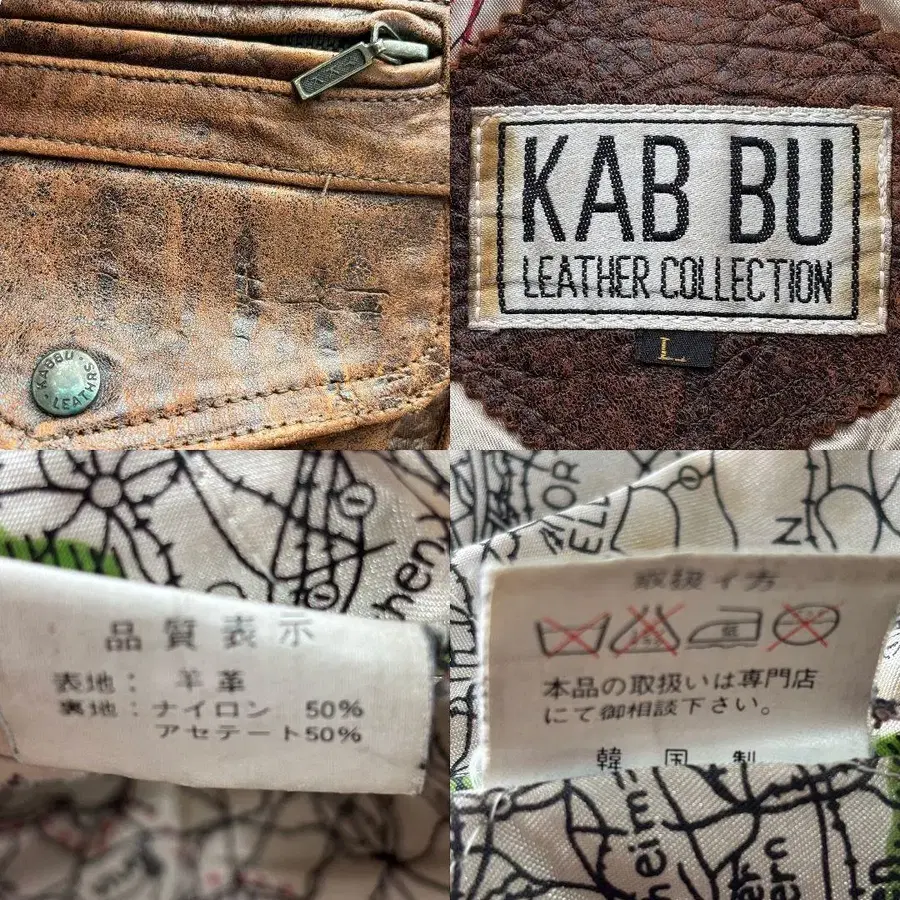 KABBU
LEATHRS
KAB BU
LEATHER COLLECTION
L
品質表示
表地: 羊革
裏地:ナイロン 50%
アセテート50%
取扱イ方
本品の取扱いは専門店
にて御相談下さい。
韓国製